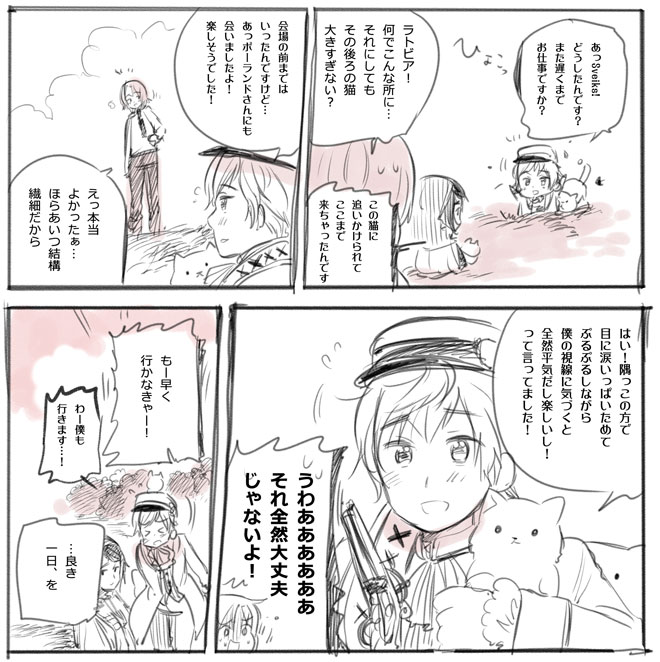 あっSveiks!
どうしたんです？
また遅くまで
お仕事ですか？
ひょこっ
ラトビア！
何でこんな所に…
それにしても
その後ろの猫
大きすぎない？
この猫に
追いかけられて
ここまで
来ちゃったんです
会場の前までは
いったんですけど…
あっポーランドさんにも
会いましたよ！
楽しそうでした！
えっ本当
よかったぁ…
ほらあいつ結構
繊細だから
はい！隅っこの方で
目に涙いっぱいためて
ぶるぶるしながら
僕の視線に気づくと
全然平気だし楽しいし！
って言ってました！
うわああああああ
それ全然大丈夫
じゃないよ！
もー早く
行かなきゃー！
わー僕も
行きます…！
…良き
一日、を